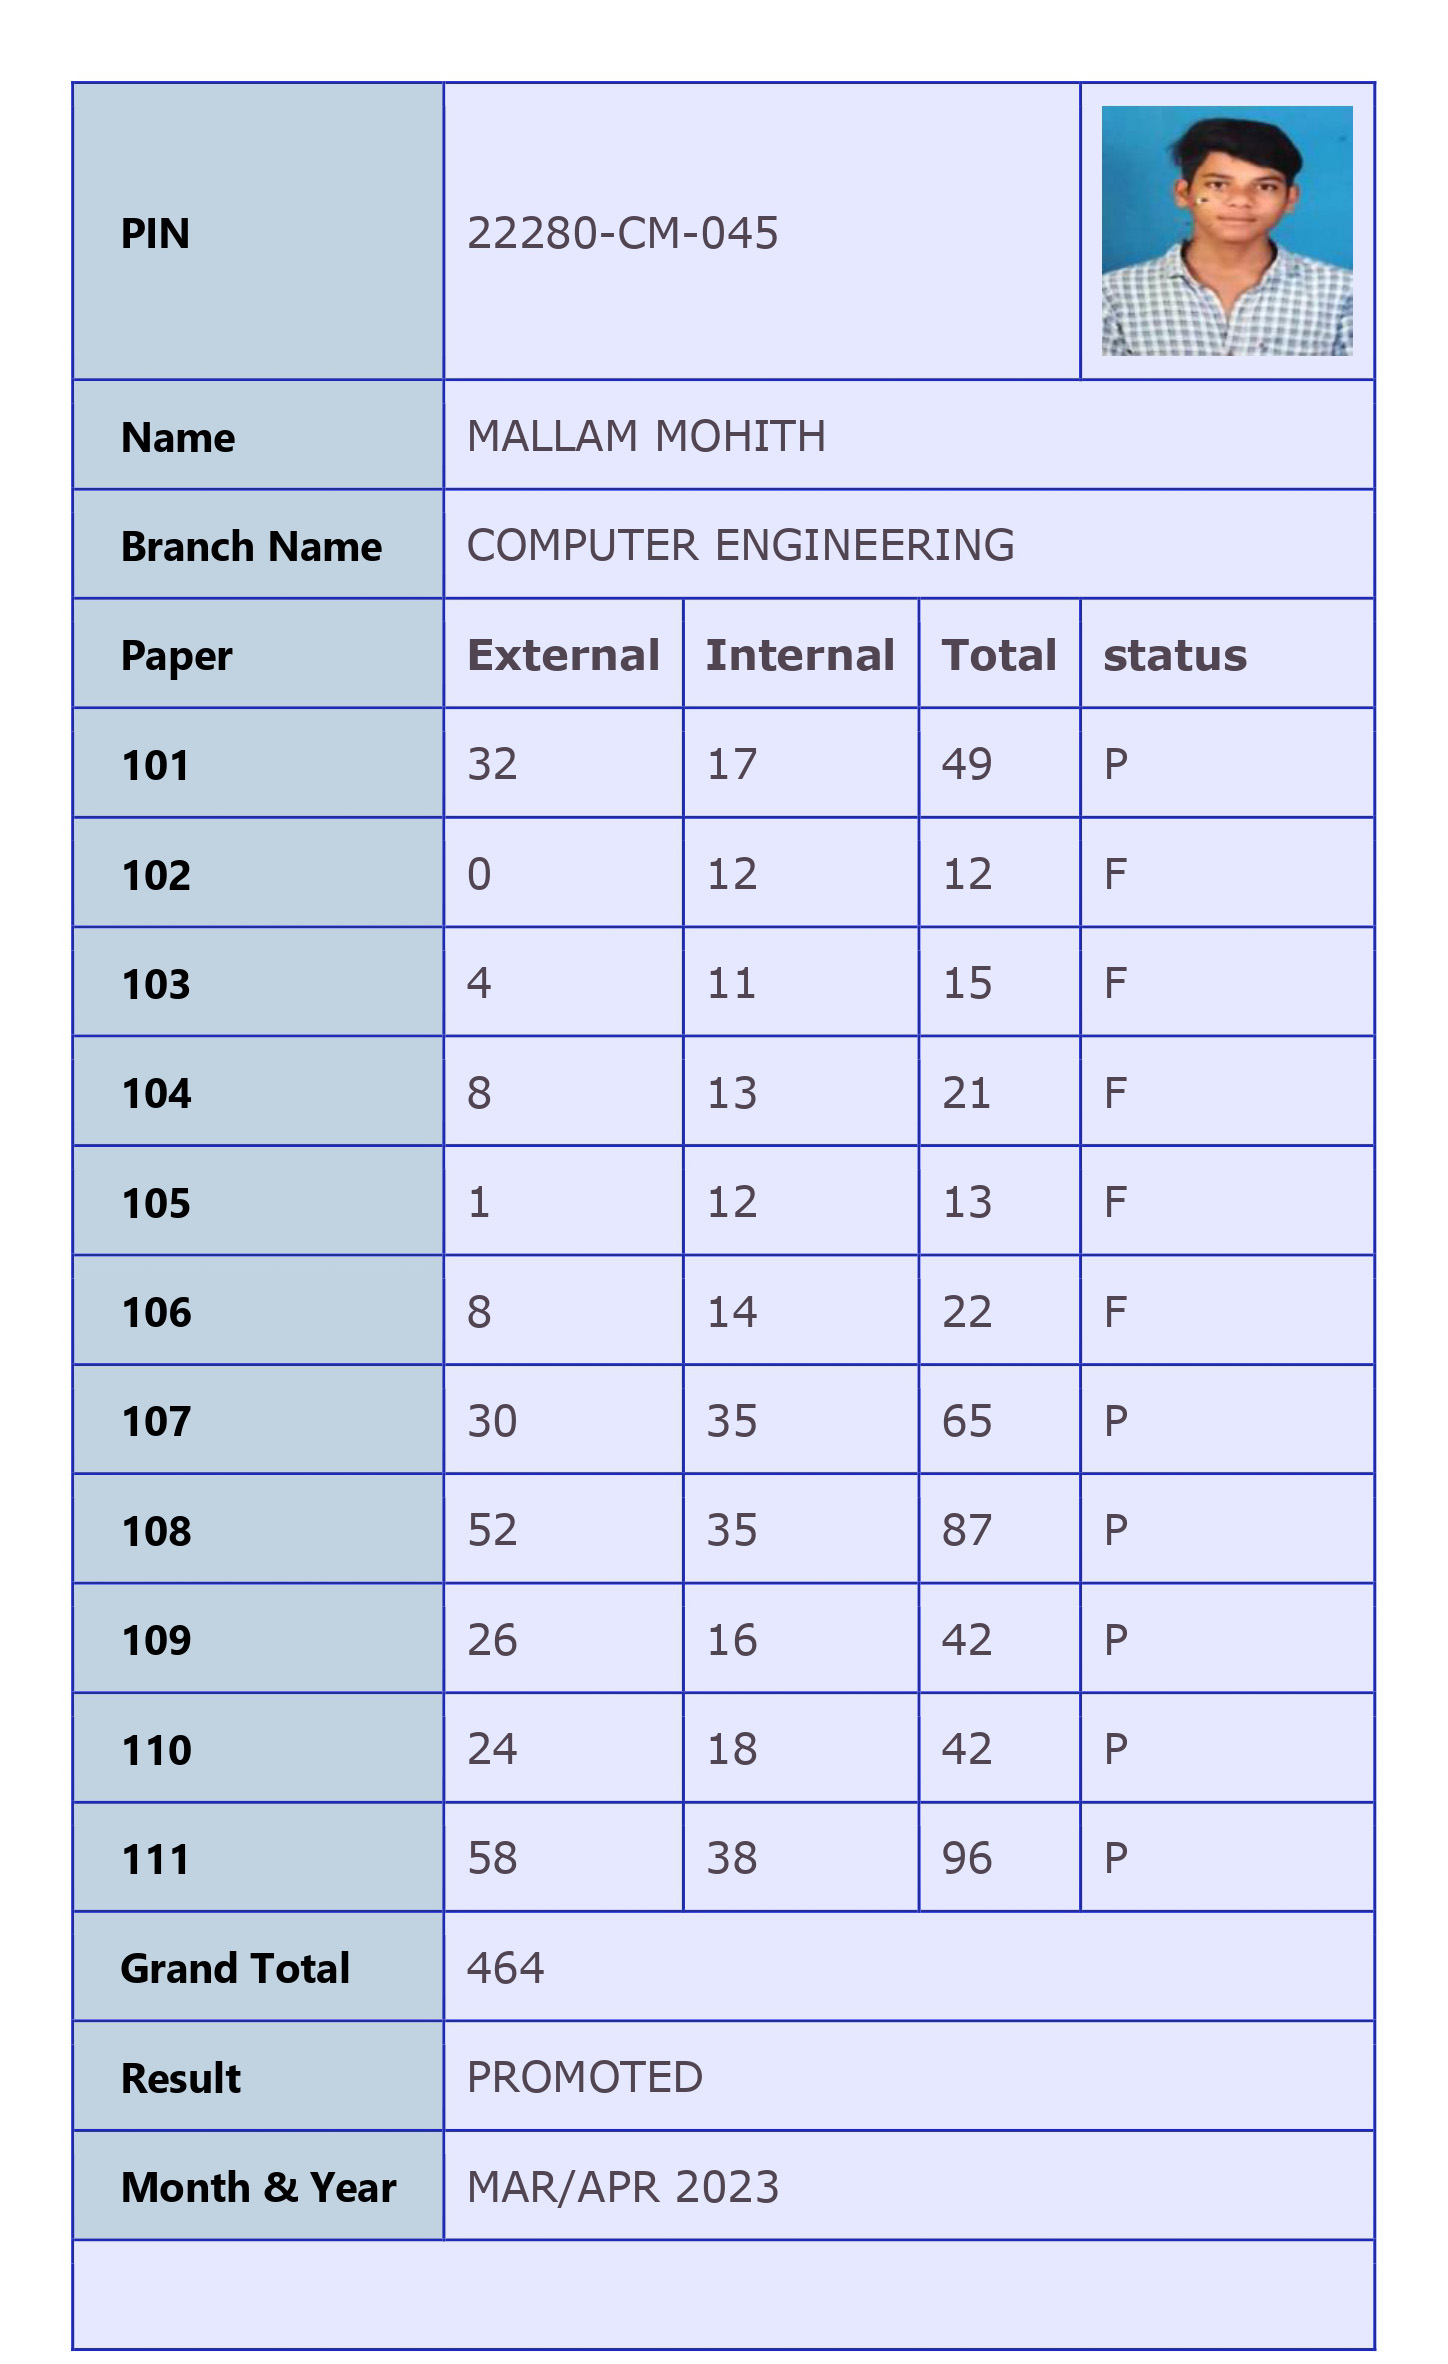 PIN 22280-CM-045
Name MALLAM MOHITH
Branch Name COMPUTER ENGINEERING
Paper External Internal Total status
101 32 17 49 P
102 0 12 12 F
103 4 11 15 F
104 8 13 21 F
105 1 12 13 F
106 8 14 22 F
107 30 35 65 P
108 52 35 87 P
109 26 16 42 P
110 24 18 42 P
111 58 38 96 P
Grand Total 464
Result PROMOTED
Month & Year MAR/APR 2023